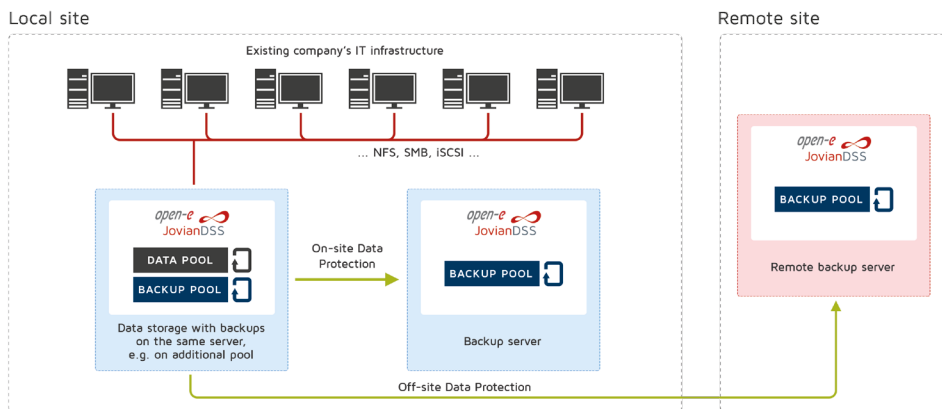 Local site
Remote site
Existing company's IT infrastructure
... NFS, SMB, iSCSI ...
open-e
JovianDSS
DATA POOL
BACKUP POOL
Data storage with backups
on the same server,
e.g. on additional pool
On-site Data
Protection
open-e
JovianDSS
BACKUP POOL
Backup server
open-e
JovianDSS
BACKUP POOL
Remote backup server
Off-site Data Protection